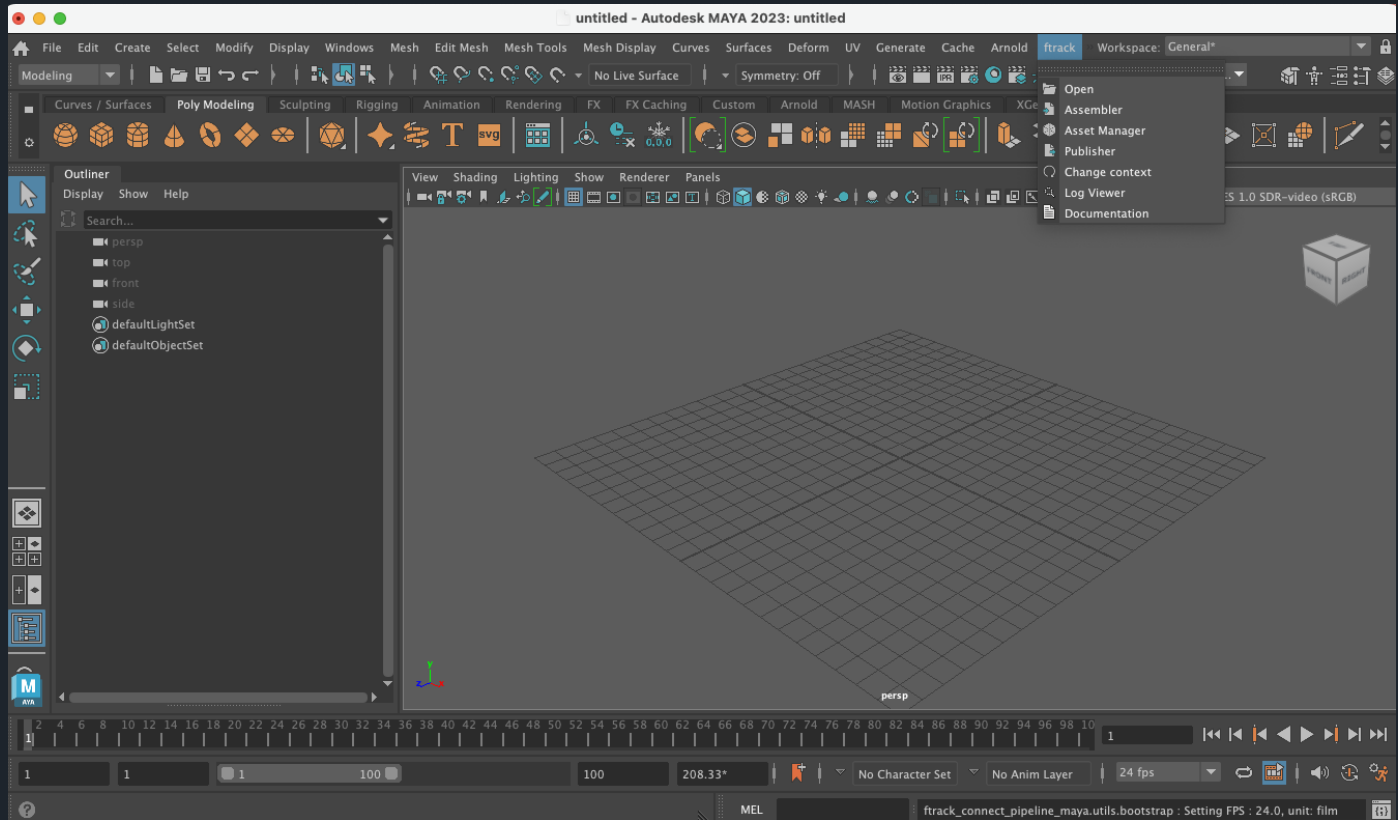 untitled - Autodesk MAYA 2023: untitled
File Edit Create Select Modify Display Windows Mesh Edit Mesh Mesh Tools Mesh Display Curves Surfaces Deform UV Generate Cache Arnold ftrack Workspace: General*
Modeling No Live Surface Symmetry: Off IPR
Curves / Surfaces Poly Modeling Sculpting Rigging Animation Rendering FX FX Caching Custom Arnold MASH Motion Graphics XGe
T svg 0,0,0
Open
Assembler
Asset Manager
Publisher
Change context
Log Viewer
Documentation
Outliner
Display Show Help
Search...
persp
top
front
side
defaultLightSet
defaultObjectSet
View Shading Lighting Show Renderer Panels
ES 1.0 SDR-video (sRGB)
FRONT RIGHT
y
z x
persp
M
AYA
2 4 6 8 10 12 14 16 18 20 22 24 26 28 30 32 34 36 38 40 42 44 46 48 50 52 54 56 58 60 62 64 66 68 70 72 74 76 78 80 82 84 86 88 90 92 94 96 98 10
1 1
1 1 1 100 100 208.33* No Character Set No Anim Layer 24 fps
MEL ftrack_connect_pipeline_maya.utils.bootstrap : Setting FPS : 24.0, unit: film